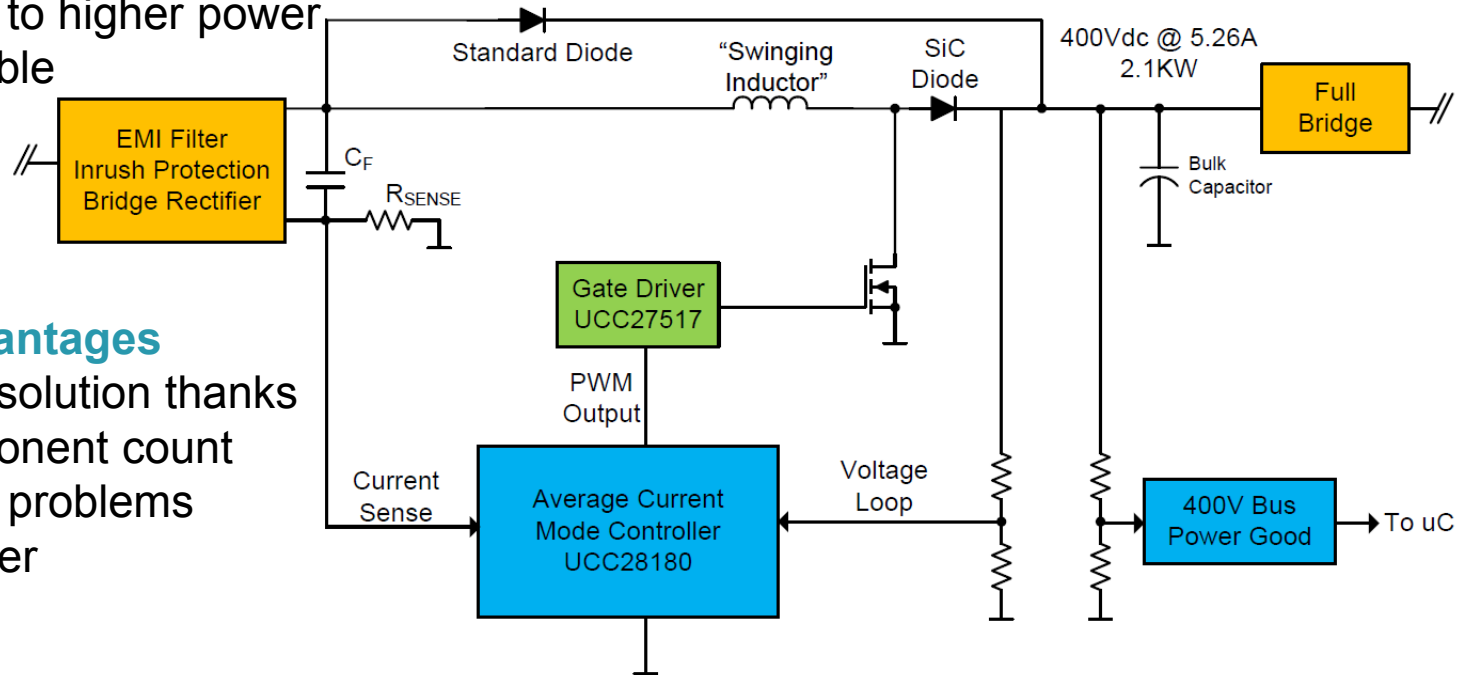 to higher power
ble
antages
solution thanks
onent count
problems
er
Standard Diode
"Swinging
Inductor"
SiC
Diode
400Vdc @ 5.26A
2.1KW
Full
Bridge
EMI Filter
Inrush Protection
Bridge Rectifier
CF
RSENSE
Bulk
Capacitor
Gate Driver
UCC27517
PWM
Output
Current
Sense
Average Current
Mode Controller
UCC28180
Voltage
Loop
400V Bus
Power Good
To uC